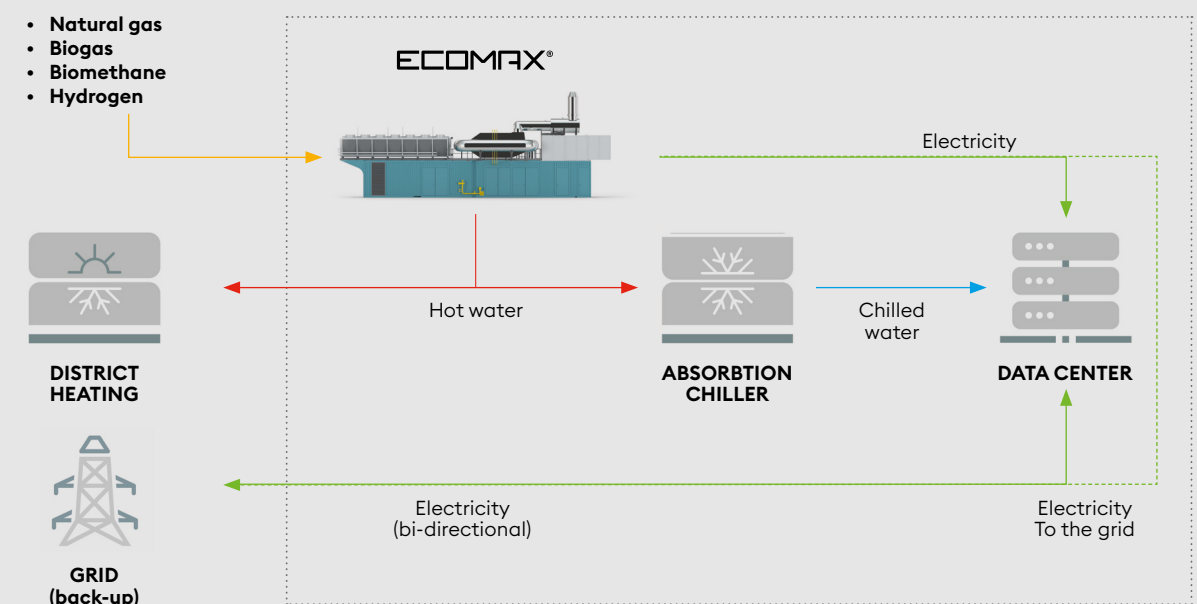 • Natural gas
• Biogas
• Biomethane
• Hydrogen
ECOMAX®
Electricity
Hot water
Chilled
water
DISTRICT
HEATING
ABSORBTION
CHILLER
DATA CENTER
Electricity
(bi-directional)
Electricity
To the grid
GRID
(back-up)